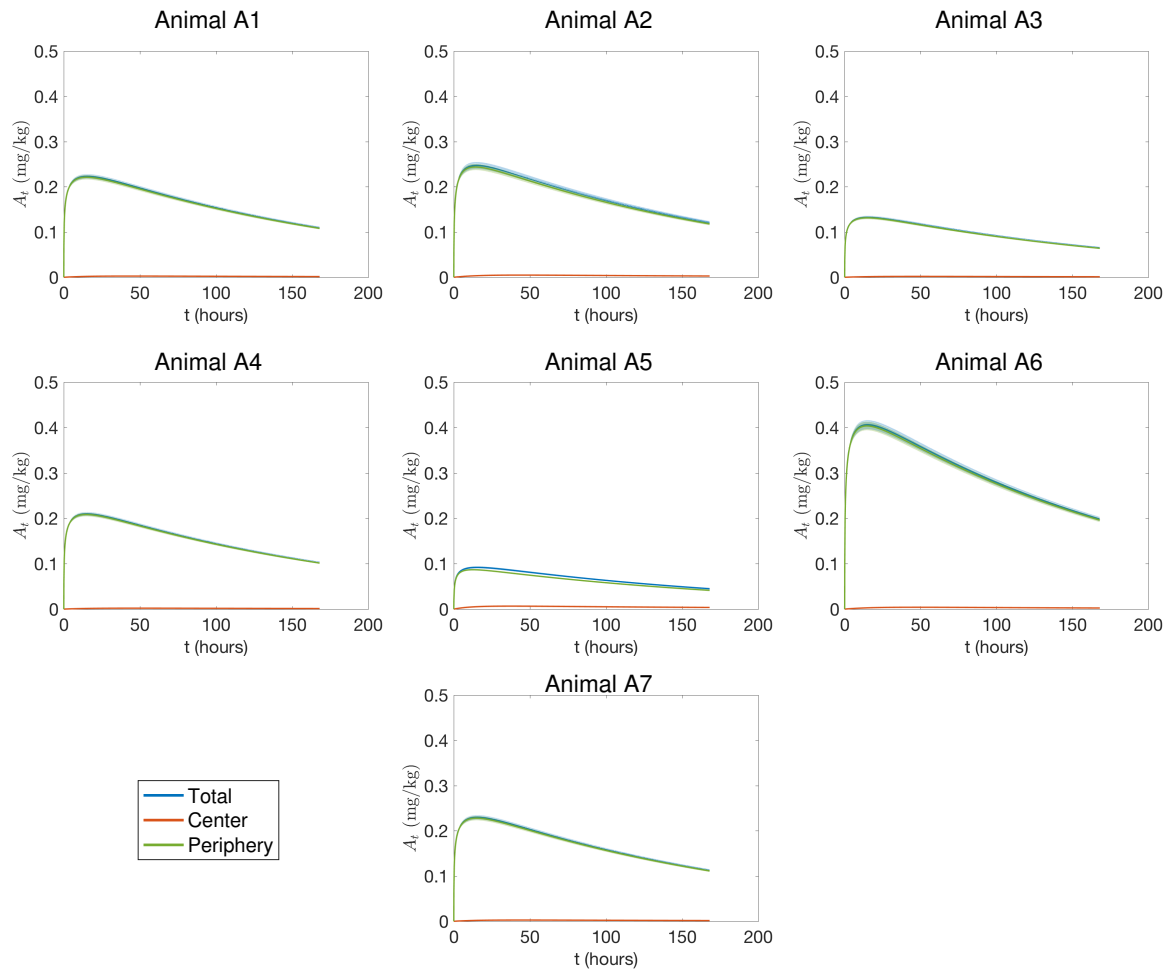 Animal A1
0.5
0.4
0.3
0.2
0.1
0
A_t (mg/kg)
0 50 100 150 200
t (hours)
Animal A2
0.5
0.4
0.3
0.2
0.1
0
A_t (mg/kg)
0 50 100 150 200
t (hours)
Animal A3
0.5
0.4
0.3
0.2
0.1
0
A_t (mg/kg)
0 50 100 150 200
t (hours)
Animal A4
0.5
0.4
0.3
0.2
0.1
0
A_t (mg/kg)
0 50 100 150 200
t (hours)
Animal A5
0.5
0.4
0.3
0.2
0.1
0
A_t (mg/kg)
0 50 100 150 200
t (hours)
Animal A6
0.5
0.4
0.3
0.2
0.1
0
A_t (mg/kg)
0 50 100 150 200
t (hours)
Total
Center
Periphery
Animal A7
0.5
0.4
0.3
0.2
0.1
0
A_t (mg/kg)
0 50 100 150 200
t (hours)